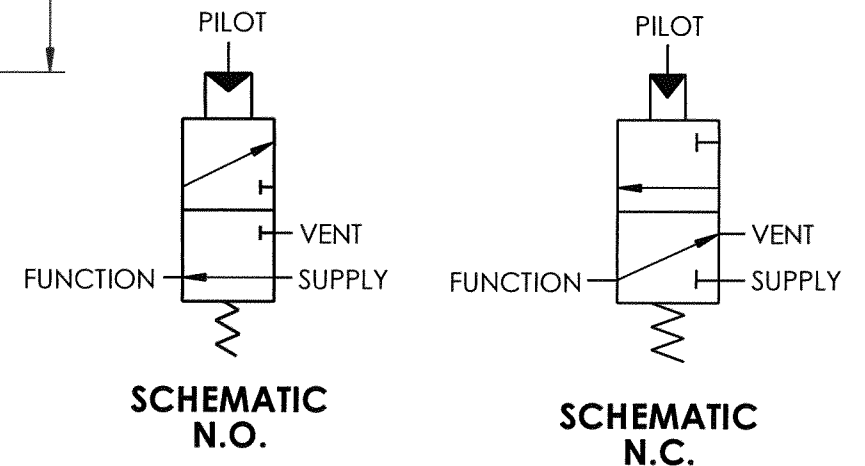 PILOT
VENT
FUNCTION
SUPPLY
SCHEMATIC
N.O.
PILOT
VENT
FUNCTION
SUPPLY
SCHEMATIC
N.C.